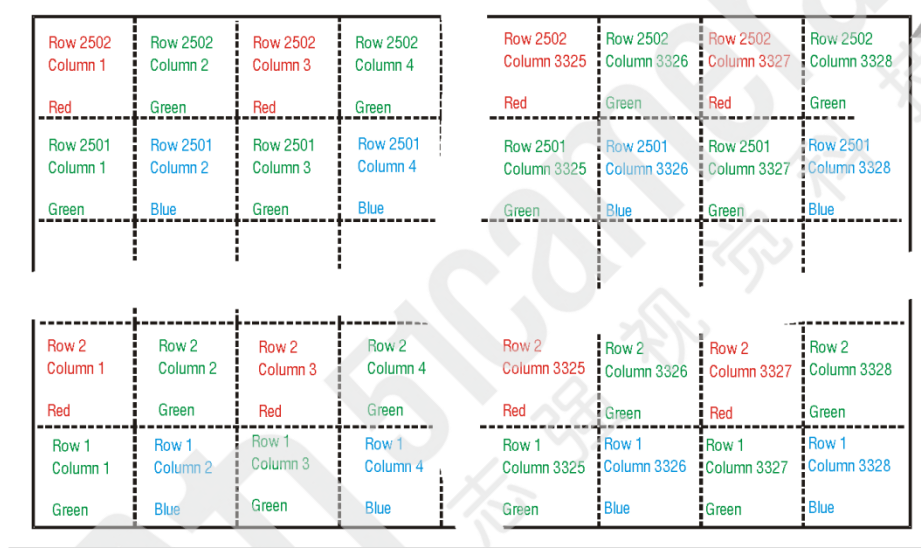 Row 2502 Row 2502 Row 2502 Row 2502 Row 2502 Row 2502 Row 2502 Row 2502
Column 1 Column 2 Column 3 Column 4 Column 3325 Column 3326 Column 3327 Column 3328
Red Green Red Green Red Green Red Green
Row 2501 Row 2501 Row 2501 Row 2501 Row 2501 Row 2501 Row 2501 Row 2501
Column 1 Column 2 Column 3 Column 4 Column 3325 Column 3326 Column 3327 Column 3328
Green Blue Green Blue Green Blue Green Blue
Row 2 Row 2 Row 2 Row 2 Row 2 Row 2 Row 2 Row 2
Column 1 Column 2 Column 3 Column 4 Column 3325 Column 3326 Column 3327 Column 3328
Red Green Red Green Red Green Red Green
Row 1 Row 1 Row 1 Row 1 Row 1 Row 1 Row 1 Row 1
Column 1 Column 2 Column 3 Column 4 Column 3325 Column 3326 Column 3327 Column 3328
Green Blue Green Blue Green Blue Green Blue
51camera
志强视觉科技